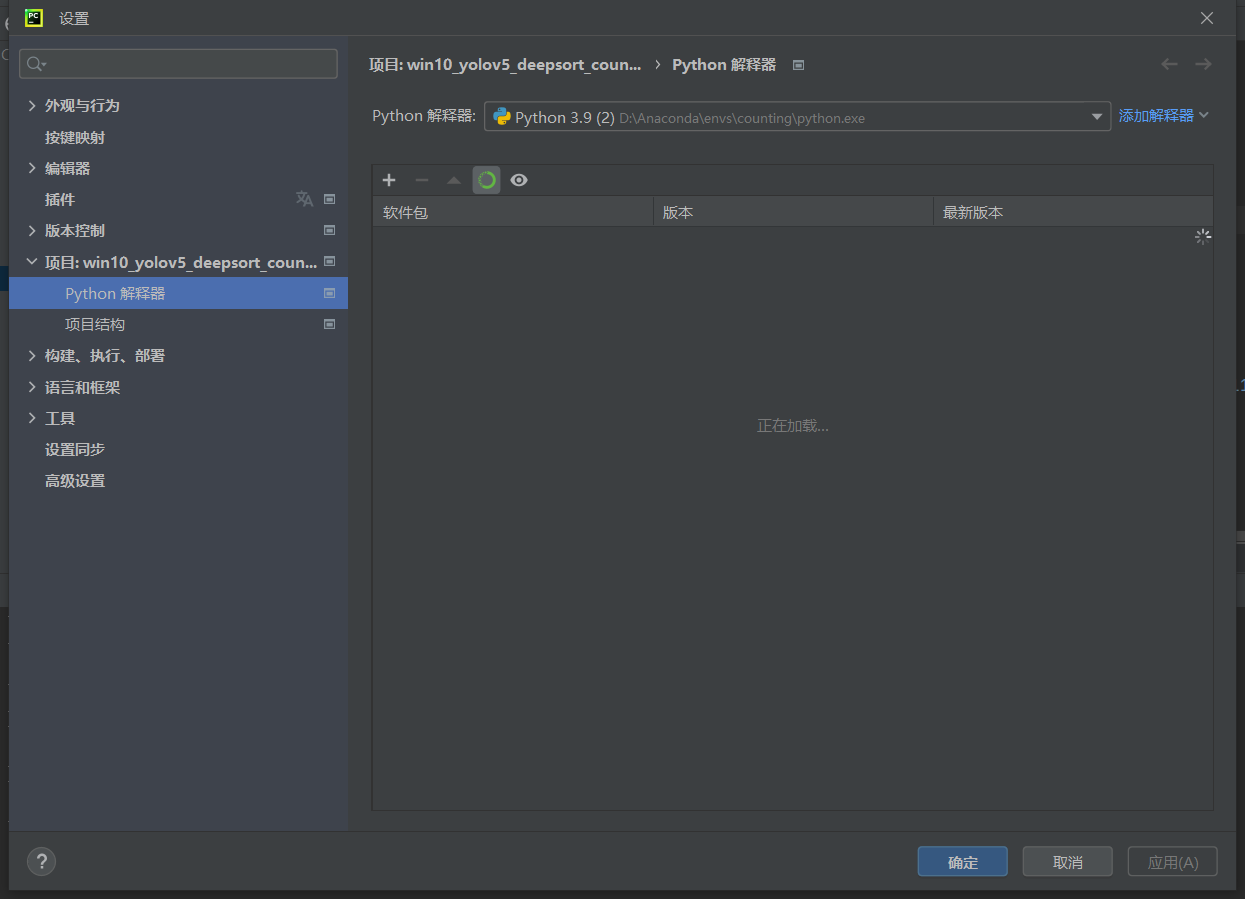 PC
设置
项目: win10_yolov5_deepsort_coun... › Python 解释器
Python 解释器: Python 3.9 (2) D:\Anaconda\envs\counting\python.exe 添加解释器
外观与行为
按键映射
编辑器
插件
版本控制
项目: win10_yolov5_deepsort_coun...
Python 解释器
项目结构
构建、执行、部署
语言和框架
工具
设置同步
高级设置
软件包 版本 最新版本
正在加载...
?
确定 取消 应用(A)